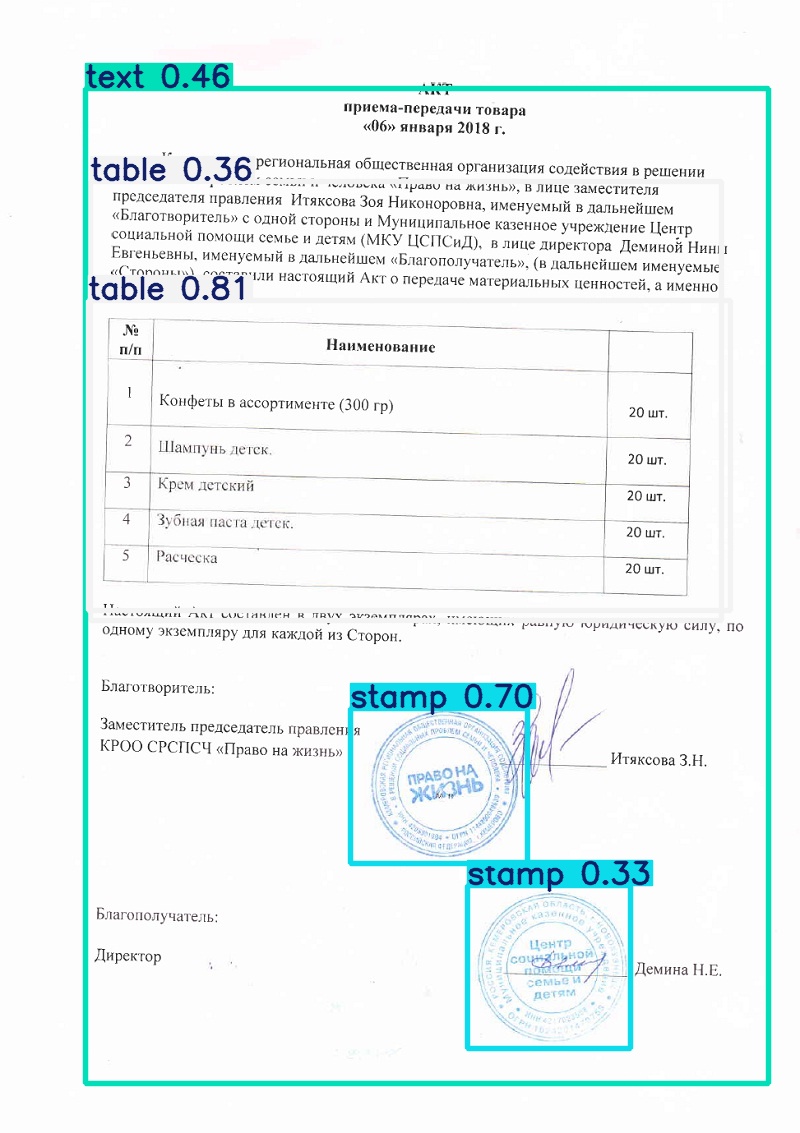 text 0.46
АКТ
приема-передачи товара
«06» января 2018 г.
table 0.36
региональная общественная организация содействия в решении
семьи и человека «Право на жизнь», в лице заместителя
председателя правления Итяксова Зоя Никоноровна, именуемый в дальнейшем
«Благотворитель» с одной стороны и Муниципальное казенное учреждение Центр
социальной помощи семье и детям (МКУ ЦСПСиД), в лице директора Деминой Нины
Евгеньевны, именуемый в дальнейшем «Благополучатель», (в дальнейшем именуемые
«Стороны»), составили настоящий Акт о передаче материальных ценностей, а именно
table 0.81
№ п/п Наименование
1 Конфеты в ассортименте (300 гр) 20 шт.
2 Шампунь детск. 20 шт.
3 Крем детский 20 шт.
4 Зубная паста детск. 20 шт.
5 Расческа 20 шт.
Настоящий Акт составлен в двух экземплярах, имеющих равную юридическую силу, по
одному экземпляру для каждой из Сторон.
Благотворитель:
stamp 0.70
Заместитель председатель правления
КРОО СРСПСЧ «Право на жизнь»
ПРАВО НА
ЖИЗНЬ
Итяксова З.Н.
stamp 0.33
Благополучатель:
Директор
Центр
социальной
помощи
семье и
детям
Демина Н.Е.